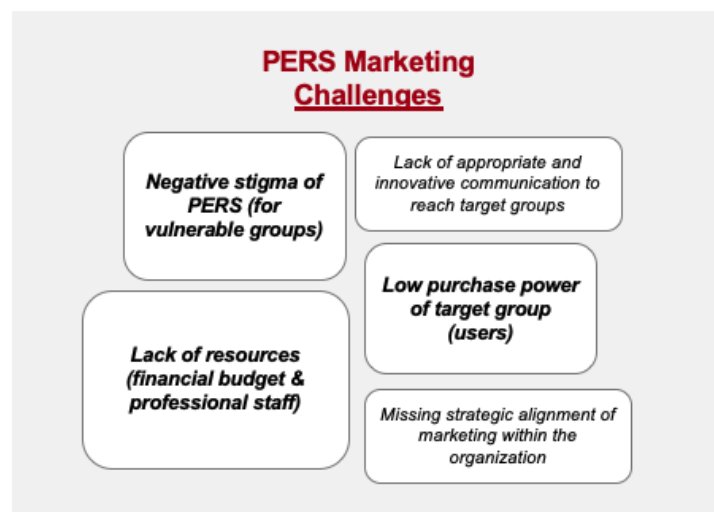 PERS Marketing
Challenges
Negative stigma of
PERS (for
vulnerable groups)
Lack of appropriate and
innovative communication to
reach target groups
Low purchase power
of target group
(users)
Lack of resources
(financial budget &
professional staff)
Missing strategic alignment of
marketing within the
organization